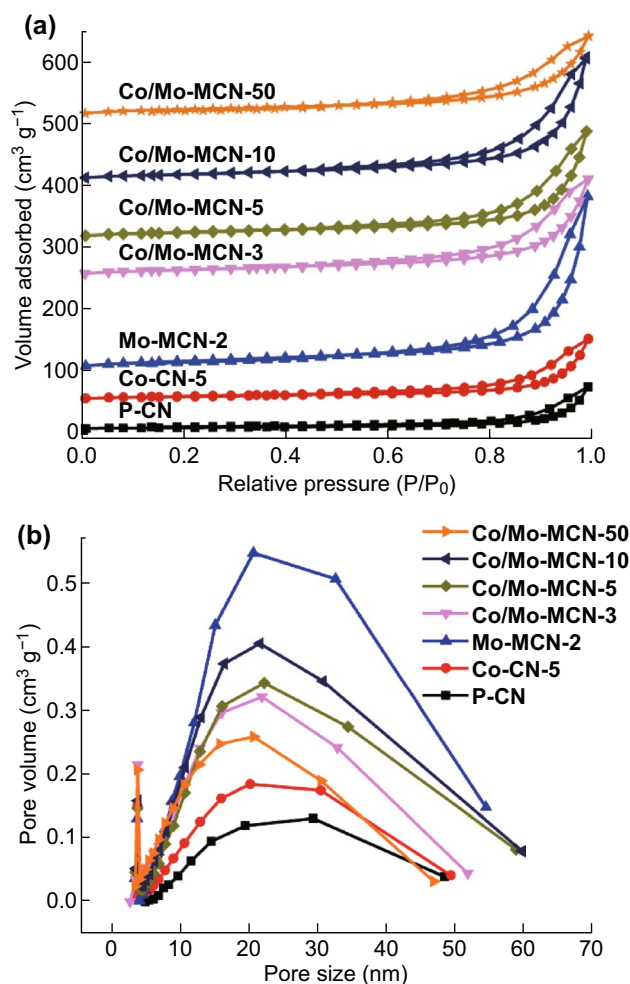 (a)
600
500
400
300
200
100
0
Volume adsorbed (cm³ g⁻¹)
Co/Mo-MCN-50
Co/Mo-MCN-10
Co/Mo-MCN-5
Co/Mo-MCN-3
Mo-MCN-2
Co-CN-5
P-CN
0.0 0.2 0.4 0.6 0.8 1.0
Relative pressure (P/P₀)
(b)
0.5
0.4
0.3
0.2
0.1
0.0
Pore volume (cm³ g⁻¹)
Co/Mo-MCN-50
Co/Mo-MCN-10
Co/Mo-MCN-5
Co/Mo-MCN-3
Mo-MCN-2
Co-CN-5
P-CN
0 10 20 30 40 50 60 70
Pore size (nm)